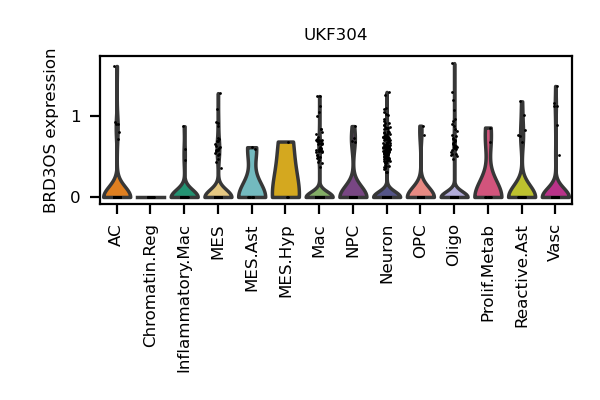 UKF304
BRD3OS expression
1
0
AC
Chromatin.Reg
Inflammatory.Mac
MES
MES.Ast
MES.Hyp
Mac
NPC
Neuron
OPC
Oligo
Prolif.Metab
Reactive.Ast
Vasc